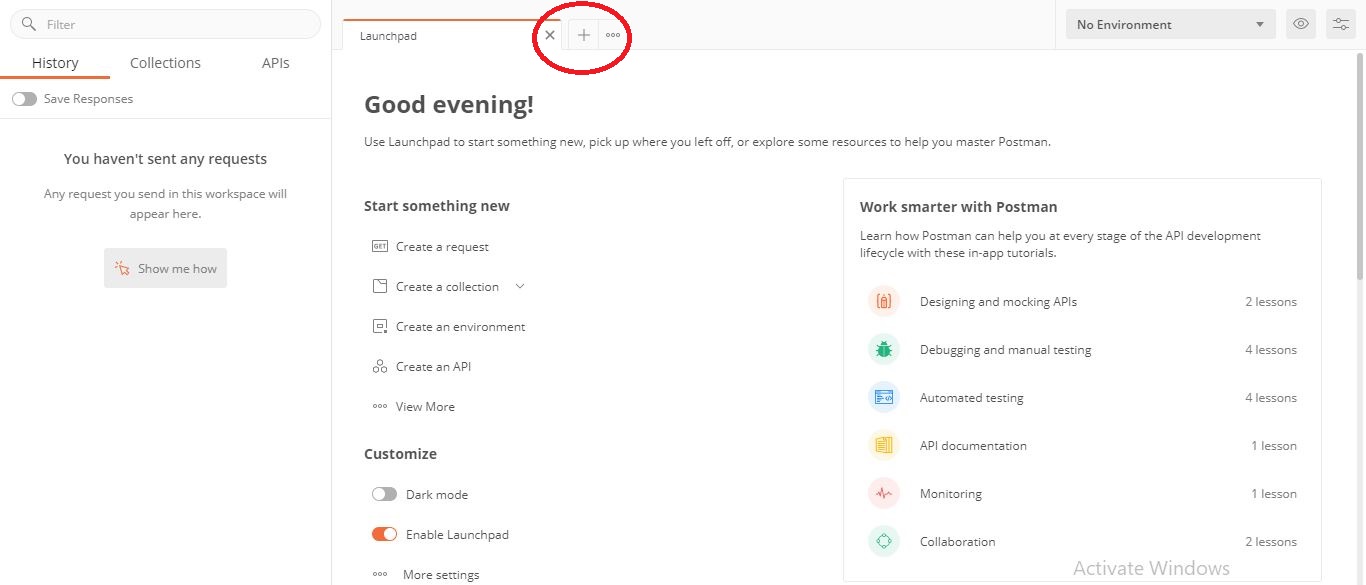 Filter
History Collections APIs
Save Responses
You haven't sent any requests
Any request you send in this workspace will
appear here.
Show me how
Launchpad
No Environment
Good evening!
Use Launchpad to start something new, pick up where you left off, or explore some resources to help you master Postman.
Start something new
GET Create a request
Create a collection
Create an environment
Create an API
View More
Customize
Dark mode
Enable Launchpad
More settings
Work smarter with Postman
Learn how Postman can help you at every stage of the API development
lifecycle with these in-app tutorials.
Designing and mocking APIs 2 lessons
Debugging and manual testing 4 lessons
Automated testing 4 lessons
API documentation 1 lesson
Monitoring 1 lesson
Collaboration 2 lessons
Activate Windows